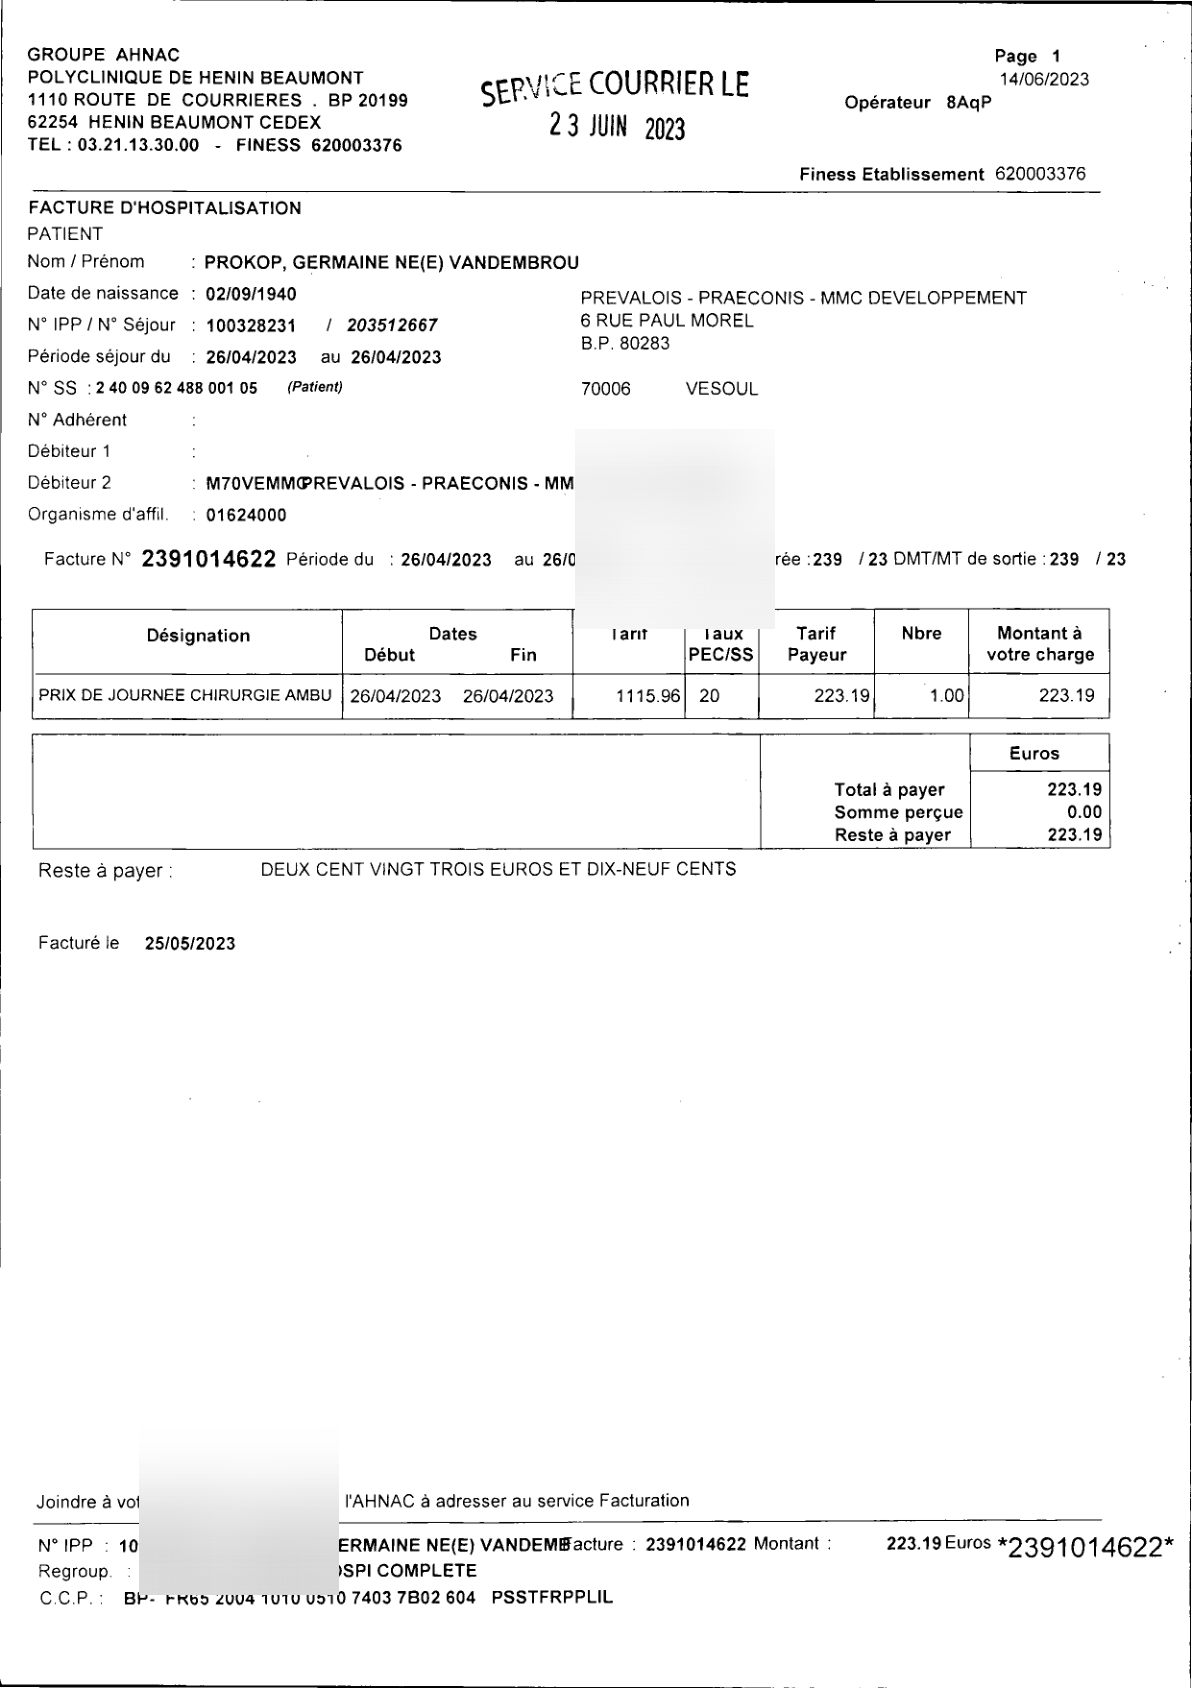 GROUPE AHNAC
POLYCLINIQUE DE HENIN BEAUMONT
1110 ROUTE DE COURRIERES . BP 20199
62254 HENIN BEAUMONT CEDEX
TEL : 03.21.13.30.00 - FINESS 620003376
SERVICE COURRIER LE
23 JUIN 2023
Page 1
14/06/2023
Opérateur 8AqP
Finess Etablissement 620003376
FACTURE D'HOSPITALISATION
PATIENT
Nom / Prénom : PROKOP, GERMAINE NE(E) VANDEMBROU
Date de naissance : 02/09/1940
N° IPP / N° Séjour : 100328231 / 203512667
Période séjour du : 26/04/2023 au 26/04/2023
N° SS : 2 40 09 62 488 001 05 (Patient)
N° Adhérent :
Débiteur 1 :
Débiteur 2 : M70VEMMCPREVALOIS - PRAECONIS - MM
Organisme d'affil. : 01624000
PREVALOIS - PRAECONIS - MMC DEVELOPPEMENT
6 RUE PAUL MOREL
B.P. 80283
70006 VESOUL
Facture N° 2391014622 Période du : 26/04/2023 au 26/0 rée : 239 / 23 DMT/MT de sortie : 239 / 23
Désignation Dates Tarif Taux Tarif Nbre Montant à
Début Fin PEC/SS Payeur votre charge
PRIX DE JOURNEE CHIRURGIE AMBU 26/04/2023 26/04/2023 1115.96 20 223.19 1.00 223.19
Euros
Total à payer 223.19
Somme perçue 0.00
Reste à payer 223.19
Reste à payer : DEUX CENT VINGT TROIS EUROS ET DIX-NEUF CENTS
Facturé le 25/05/2023
Joindre à vot l'AHNAC à adresser au service Facturation
N° IPP : 10 ERMAINE NE(E) VANDEMB Facture : 2391014622 Montant : 223.19 Euros *2391014622*
Regroup. : OSPI COMPLETE
C.C.P. : BP- FR65 2004 1010 0510 7403 7B02 604 PSSTFRPPLIL